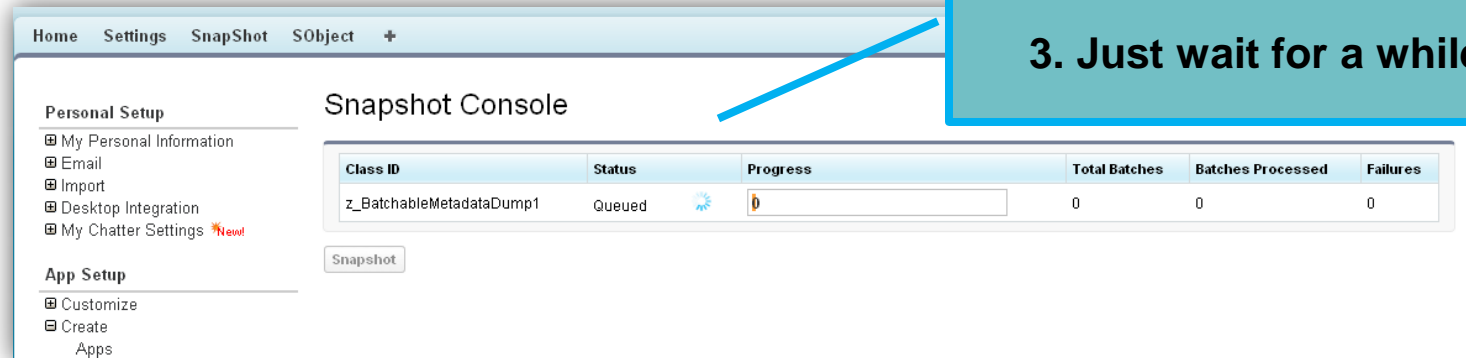 Home Settings SnapShot SObject +
3. Just wait for a while
Personal Setup
My Personal Information
Email
Import
Desktop Integration
My Chatter Settings New!
App Setup
Customize
Create
Apps
Snapshot Console
Class ID Status Progress Total Batches Batches Processed Failures
z_BatchableMetadataDump1 Queued 0 0 0 0
Snapshot